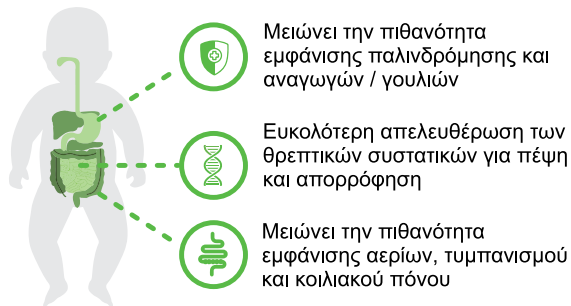 Μειώνει την πιθανότητα
εμφάνισης παλινδρόμησης και
αναγωγών / γουλιών
Ευκολότερη απελευθέρωση των
θρεπτικών συστατικών για πέψη
και απορρόφηση
Μειώνει την πιθανότητα
εμφάνισης αερίων, τυμπανισμού
και κοιλιακού πόνου